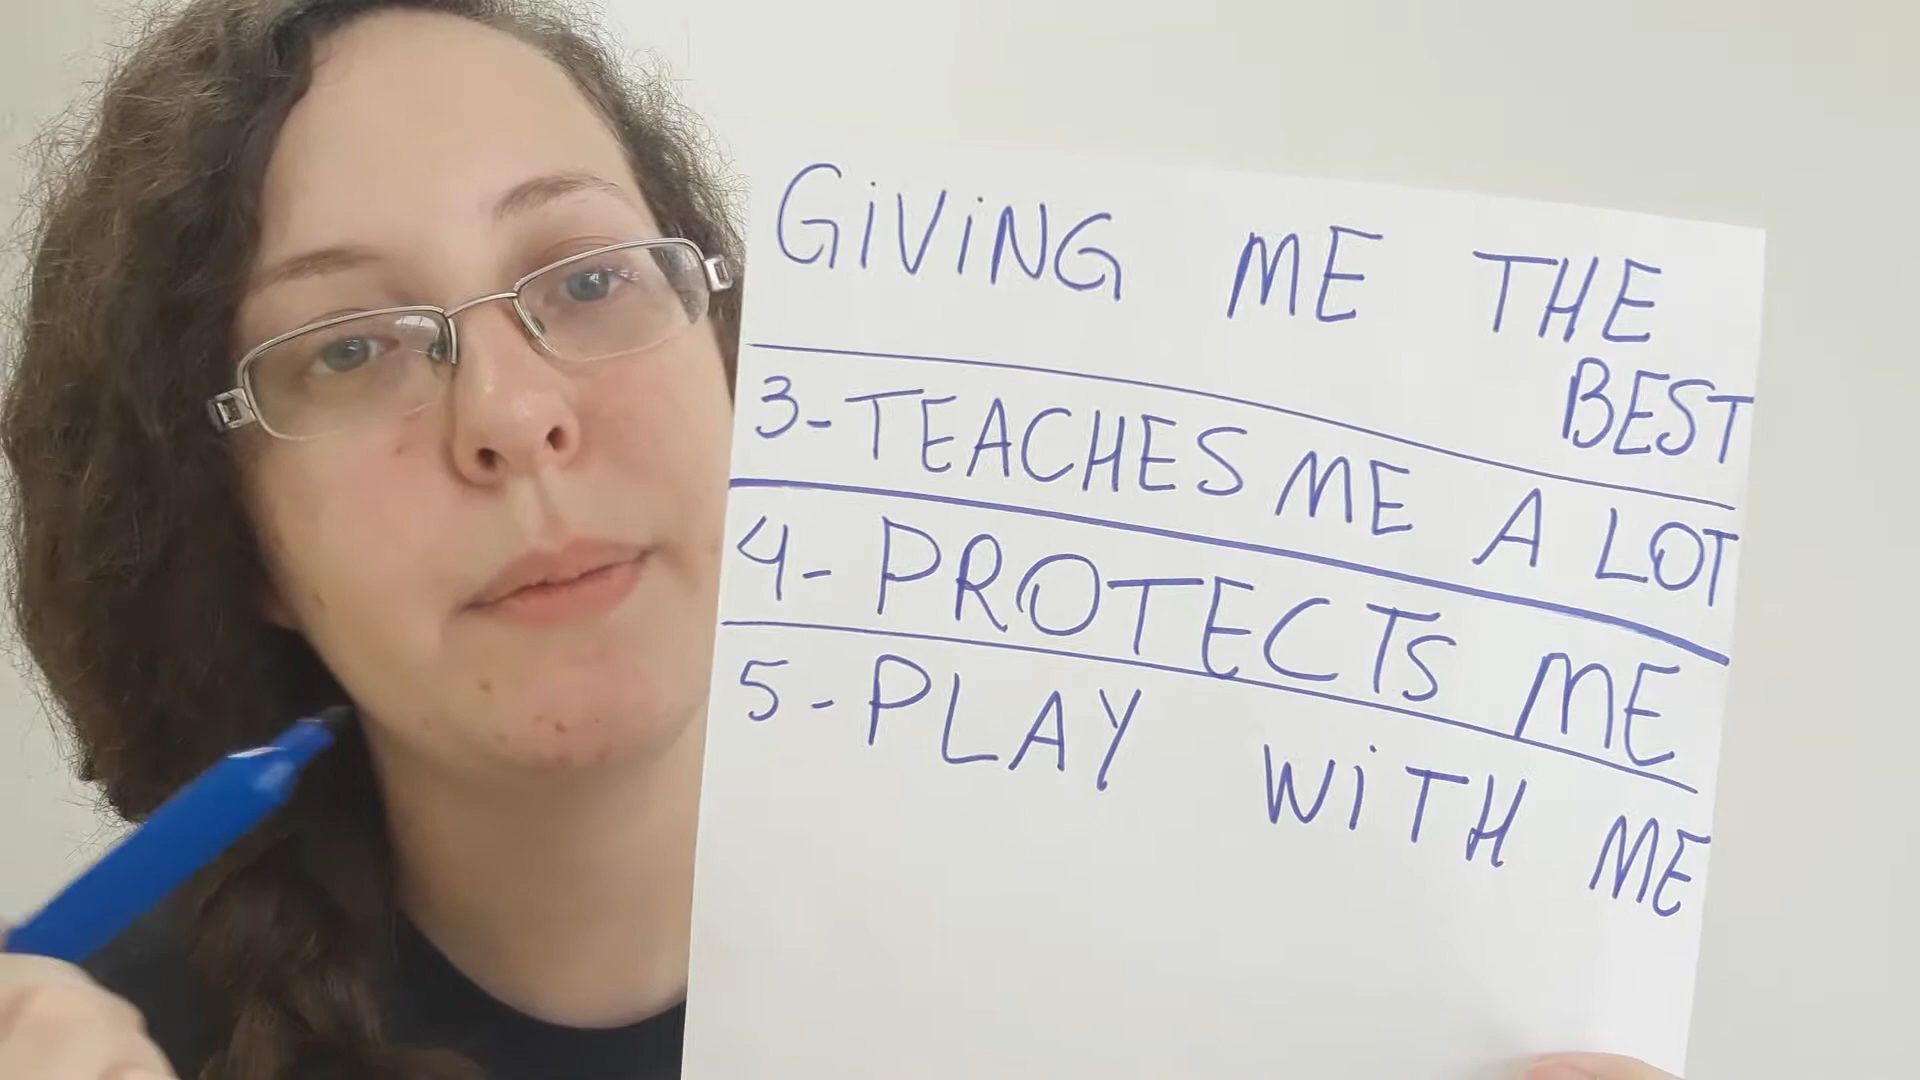 GiViNG ME THE
BEST
3-TEACHES ME A LOT
4- PROTECTS ME
5-PLAY WiTH ME